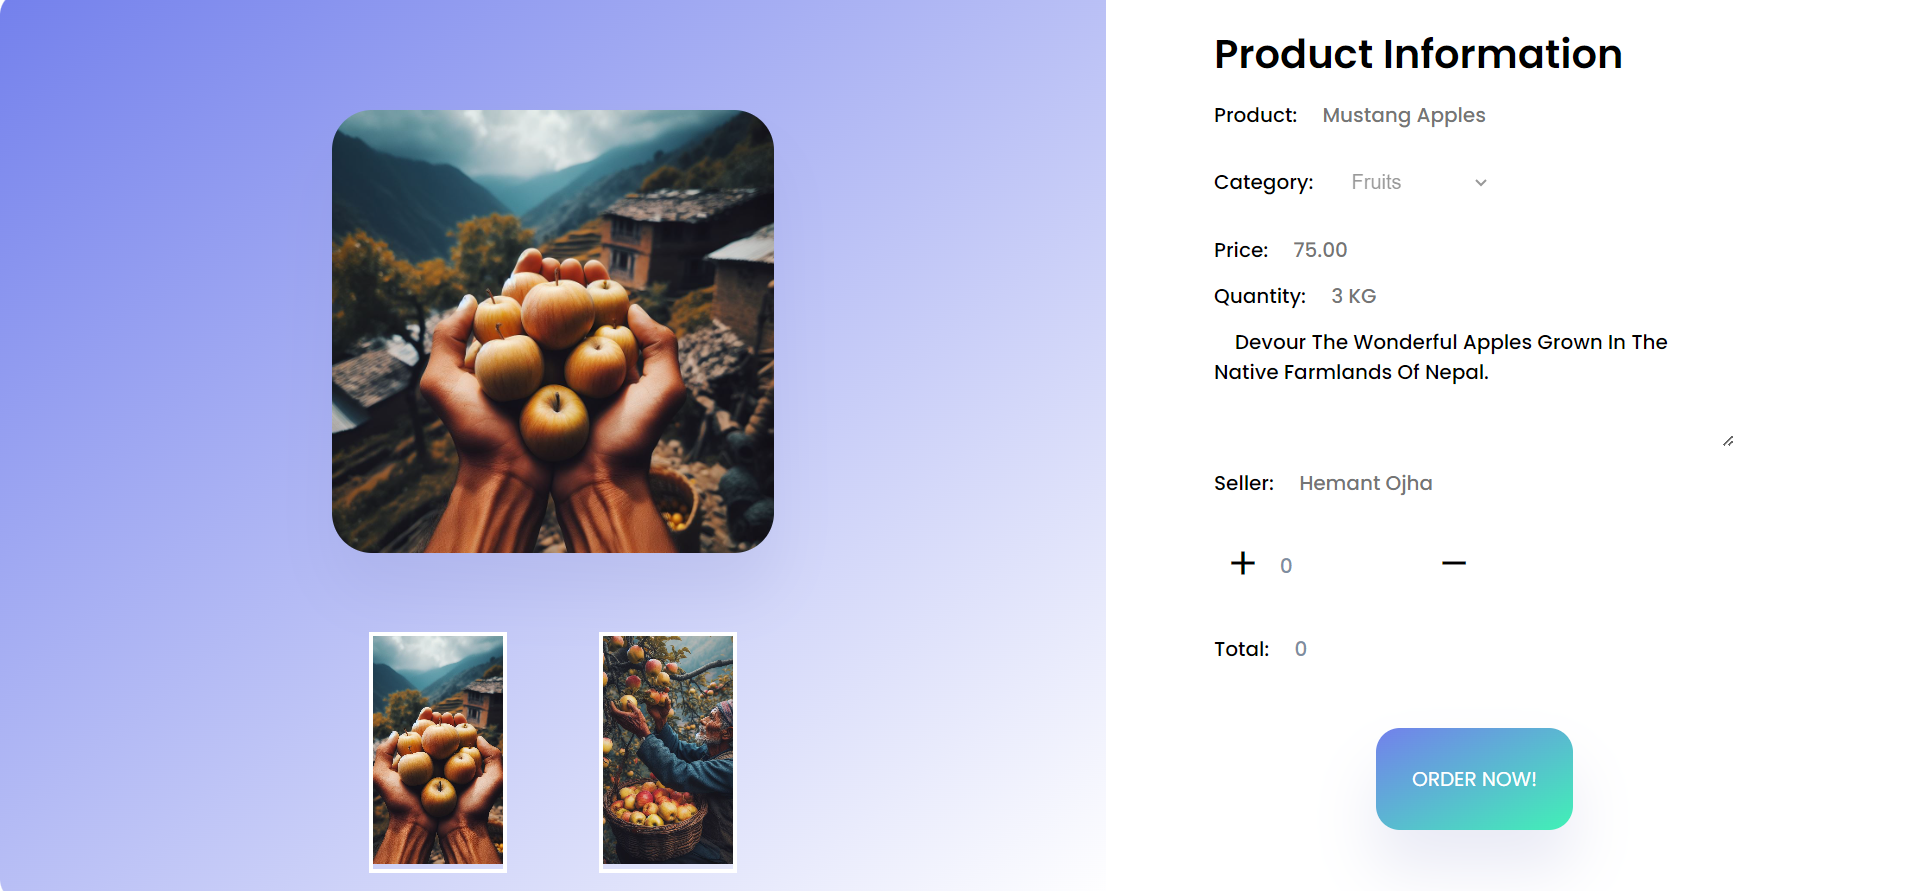 Product Information
Product: Mustang Apples
Category: Fruits
Price: 75.00
Quantity: 3 KG
Devour The Wonderful Apples Grown In The
Native Farmlands Of Nepal.
Seller: Hemant Ojha
+ 0 −
Total: 0
ORDER NOW!